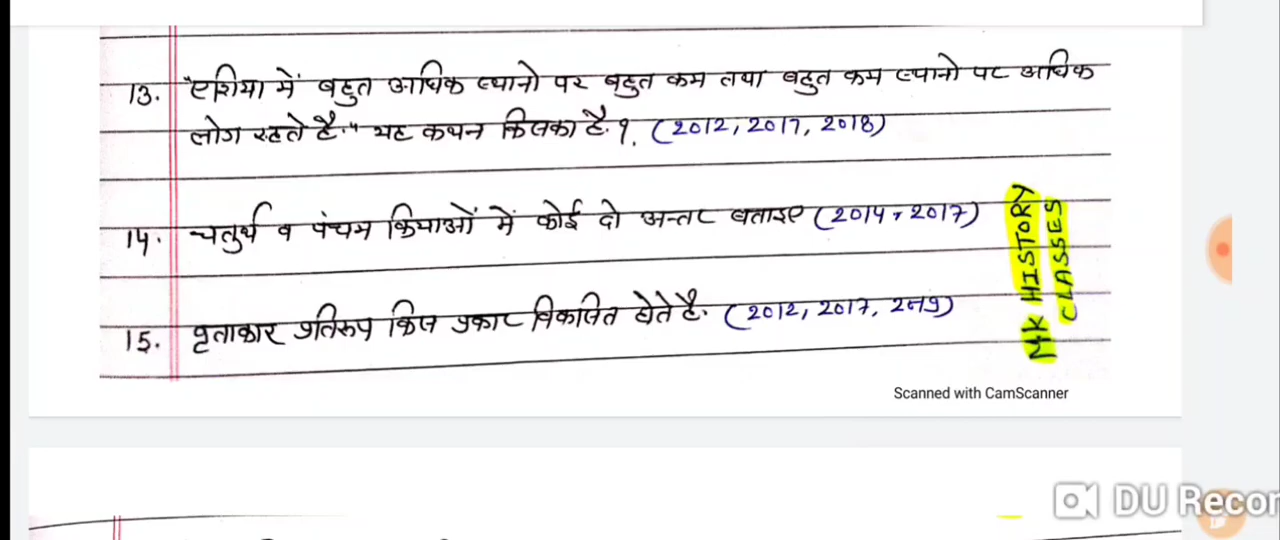 13. "एशिया में बहुत अधिक स्थानो पर बहुत कम तथा बहुत कम स्थानो पर अधिक
लोग रहते है." यह कथन किसका है.? (2012, 2017, 2018)
14. चतुर्थ व पंचम क्रियाओं में कोई दो अन्तर बताइए (2014, 2017)
15. वृताकार प्रतिरूप किस प्रकार विकसित होते है. (2012, 2017, 2019)
MK HISTORY
CLASSES
Scanned with CamScanner
DU Recor